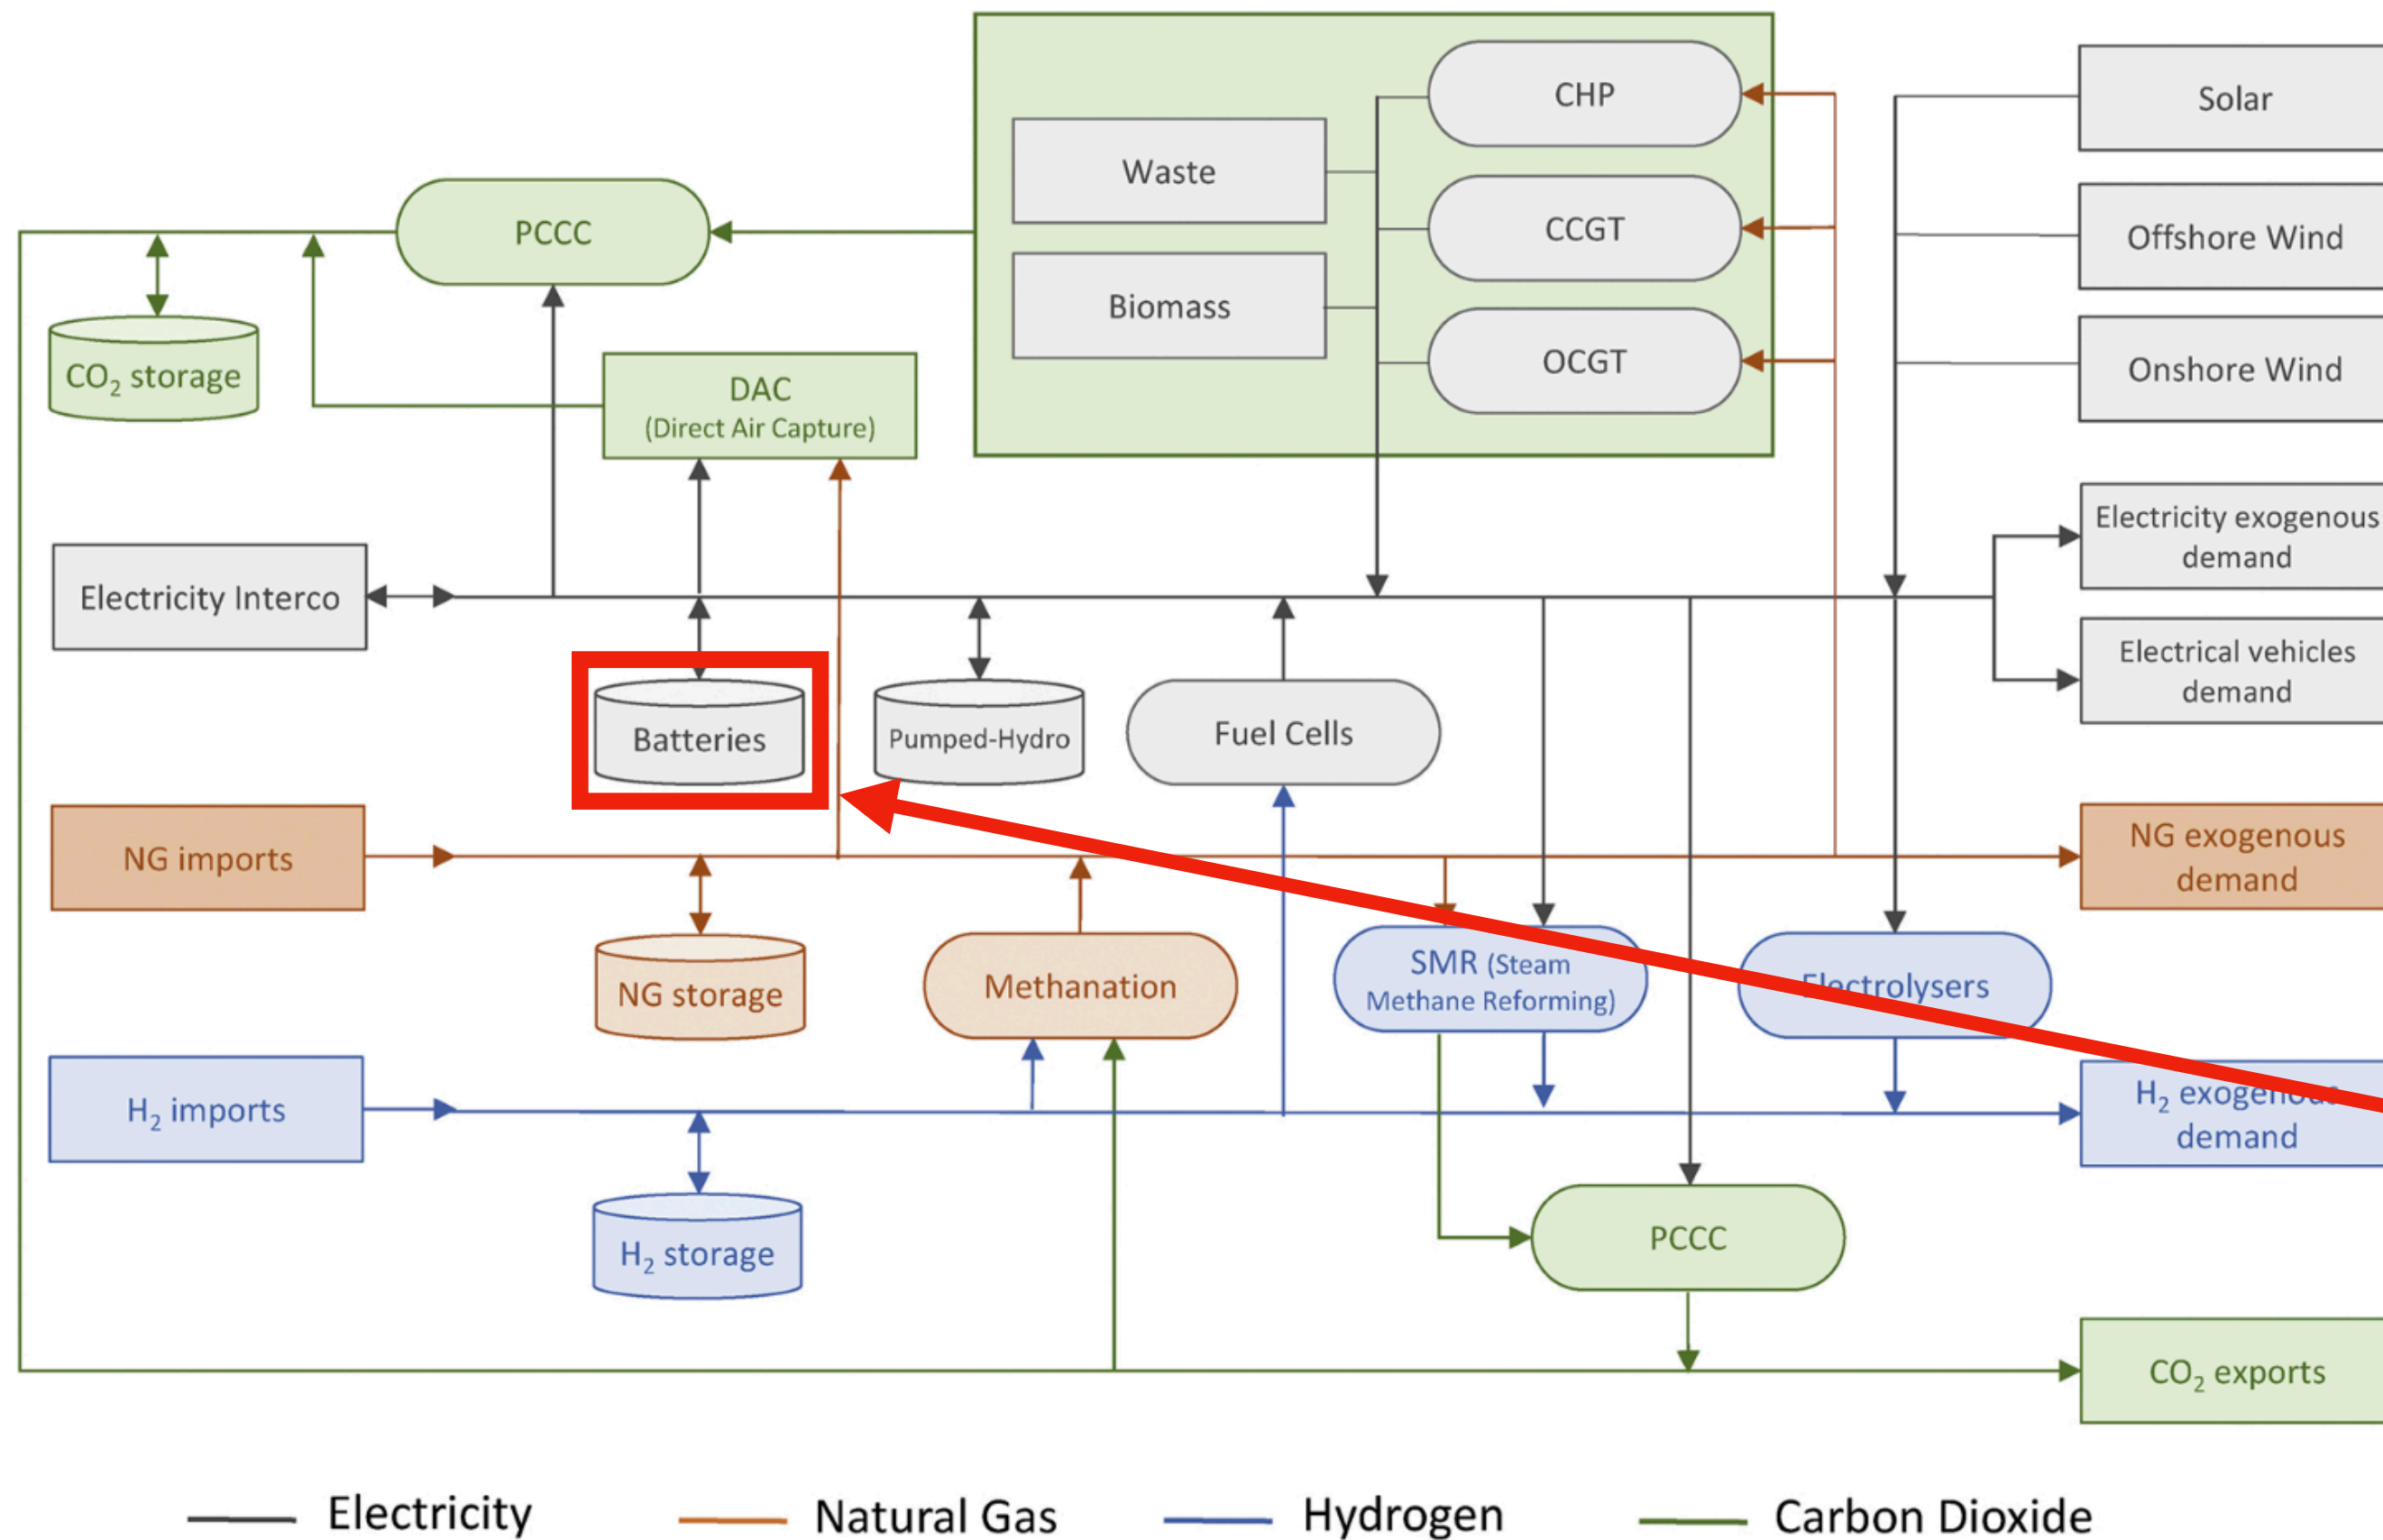 CHP
Solar
Waste
CCGT
Offshore Wind
PCCC
Biomass
OCGT
Onshore Wind
CO₂ storage
DAC
(Direct Air Capture)
Electricity exogenous
demand
Electricity Interco
Electrical vehicles
demand
Batteries
Pumped-Hydro
Fuel Cells
NG imports
NG exogenous
demand
NG storage
Methanation
SMR (Steam
Methane Reforming)
Electrolysers
H₂ imports
H₂ exogenous
demand
H₂ storage
PCCC
CO₂ exports
Electricity
Natural Gas
Hydrogen
Carbon Dioxide